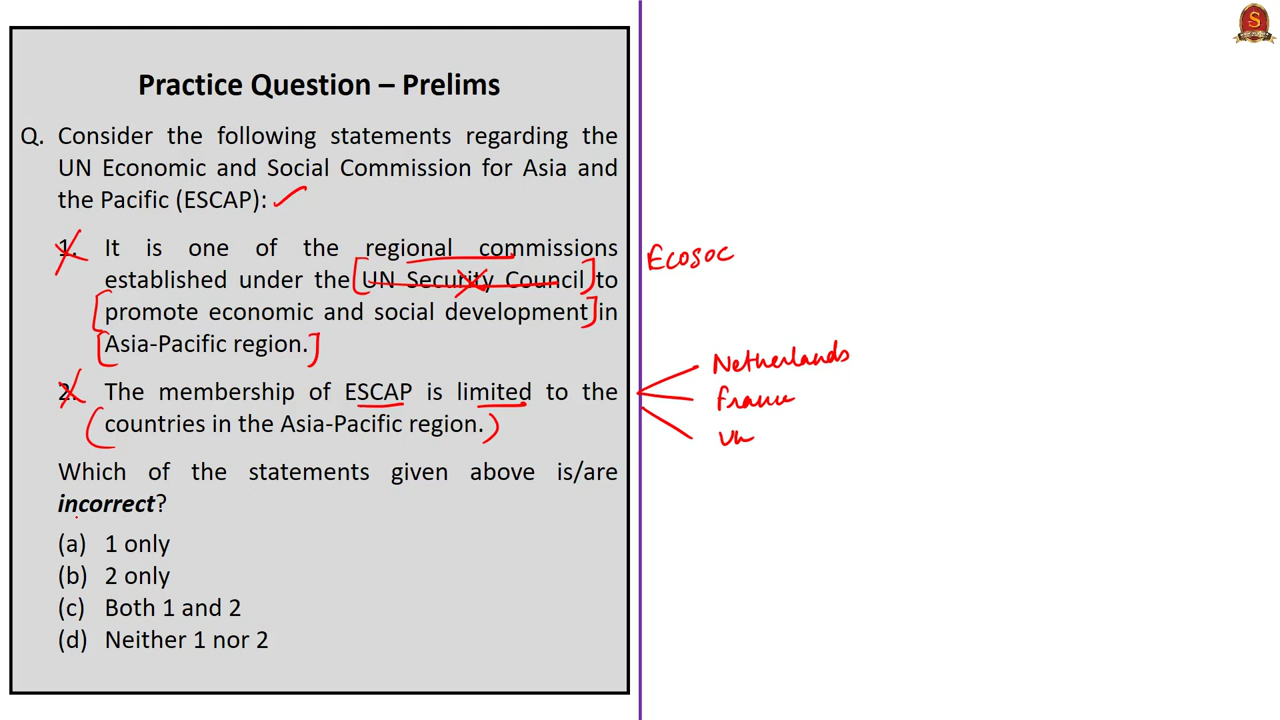 Practice Question – Prelims
Q. Consider the following statements regarding the
UN Economic and Social Commission for Asia and
the Pacific (ESCAP):
1. It is one of the regional commissions
established under the UN Security Council to
promote economic and social development in
Asia-Pacific region.
2. The membership of ESCAP is limited to the
countries in the Asia-Pacific region.
Which of the statements given above is/are
incorrect?
(a) 1 only
(b) 2 only
(c) Both 1 and 2
(d) Neither 1 nor 2
Ecosoc
Netherlands
France
UK
S